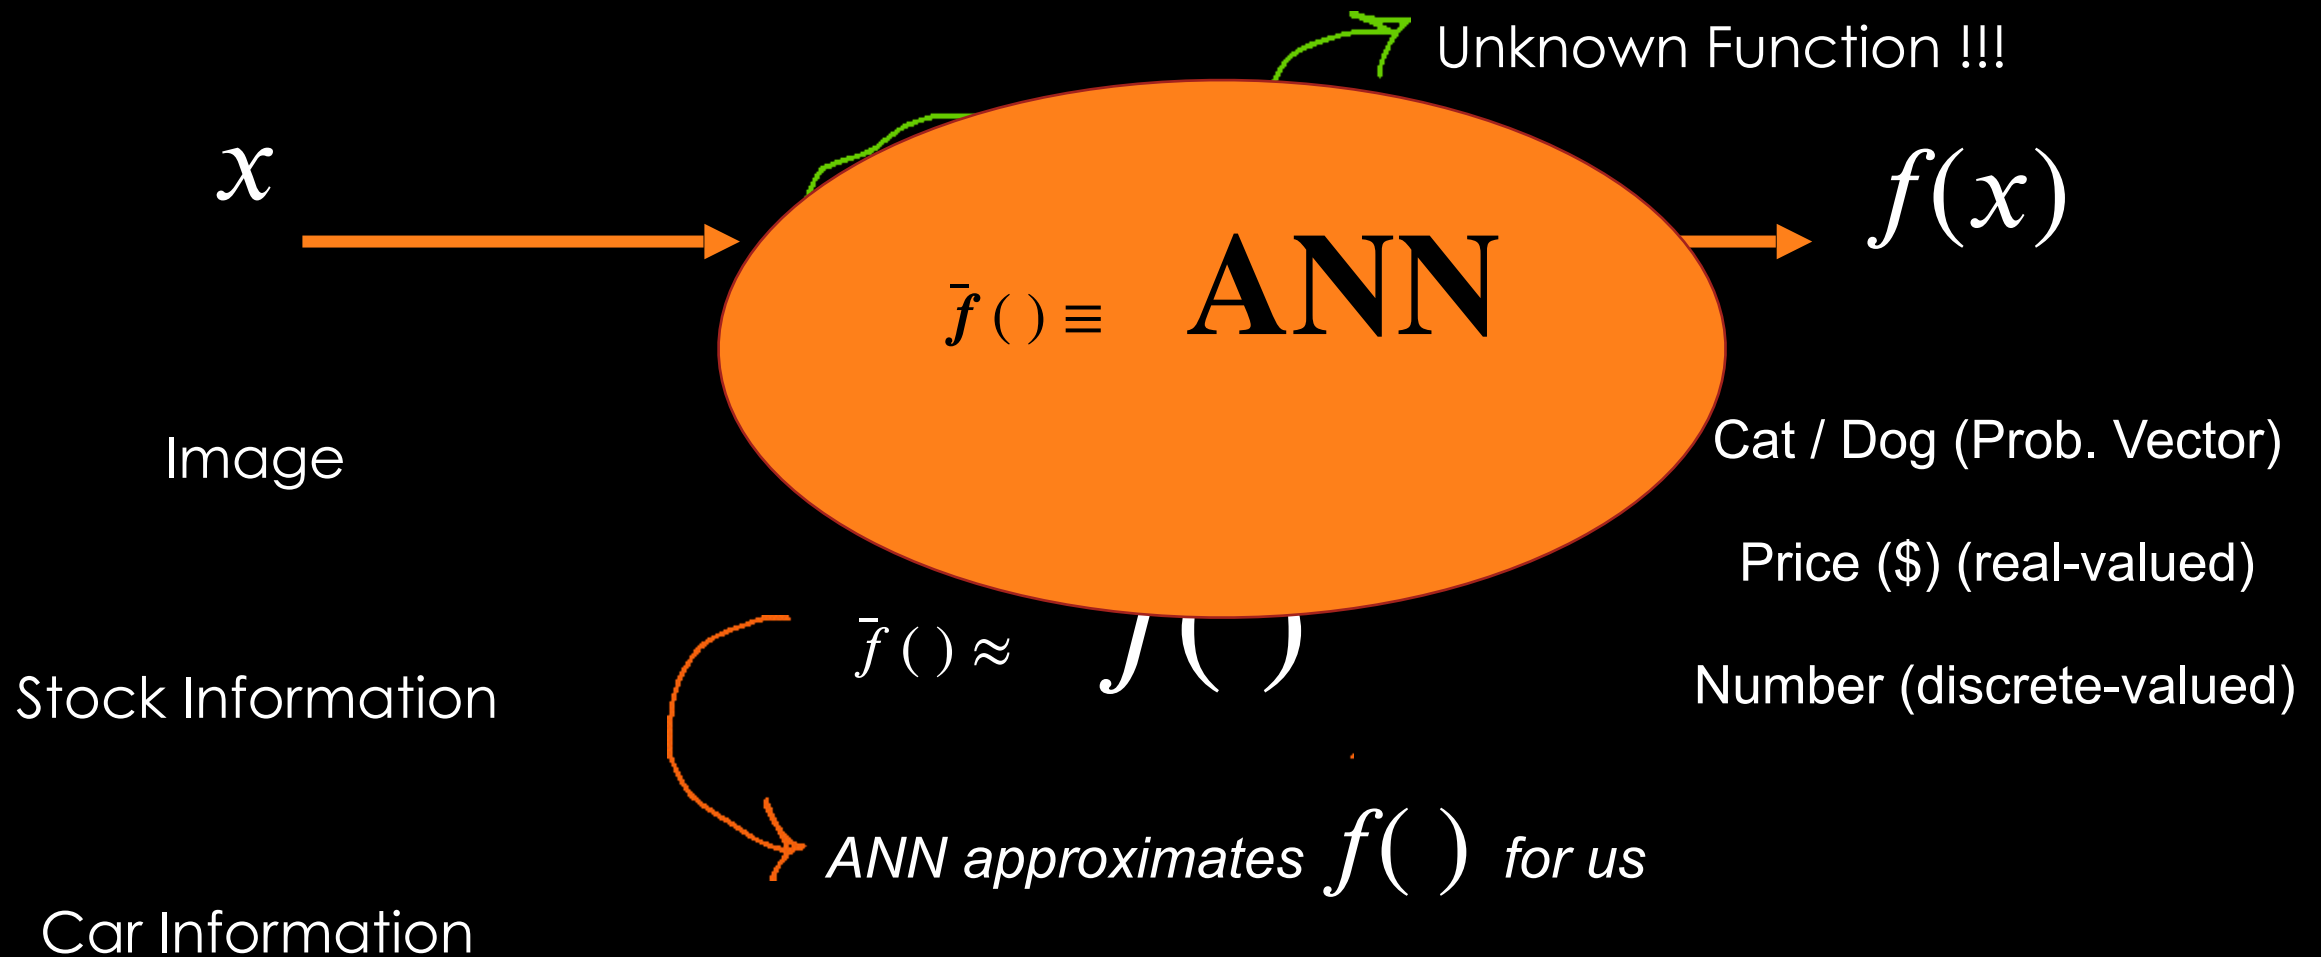 Unknown Function !!!
x
f(x)
f̄ ( ) ≡ ANN
Image
Cat / Dog (Prob. Vector)
Price ($) (real-valued)
f̄ ( ) ≈ f( )
Stock Information
Number (discrete-valued)
ANN approximates f( ) for us
Car Information